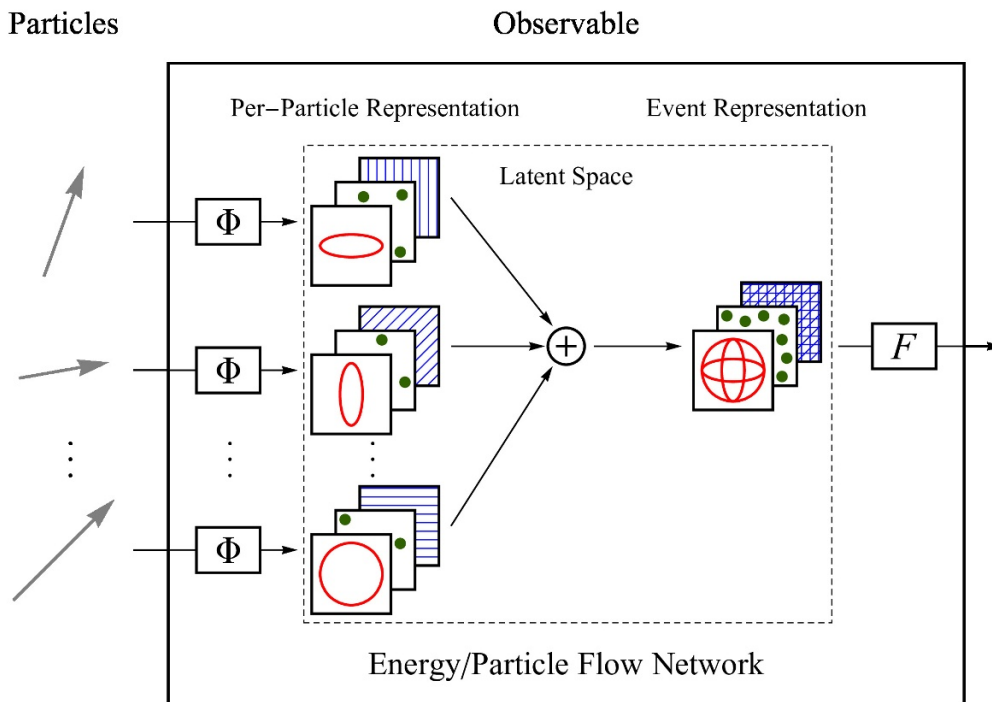 Particles
Observable
Per-Particle Representation
Event Representation
Latent Space
Φ
Φ
F
Φ
Energy/Particle Flow Network